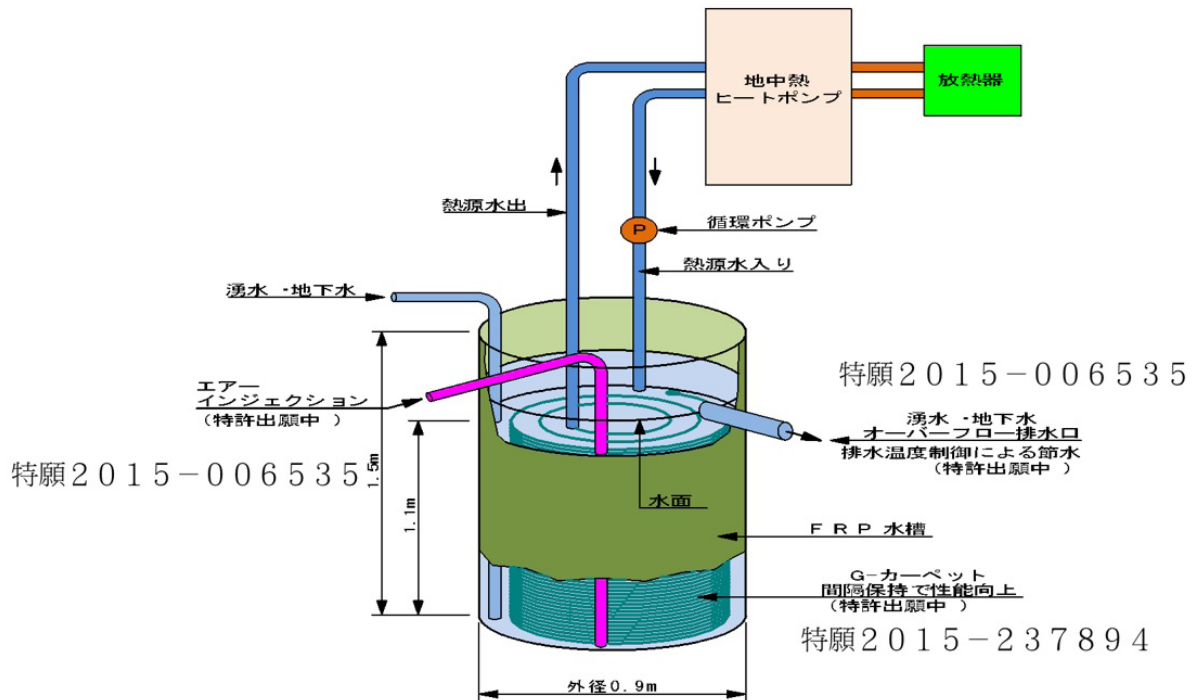 地中熱
ヒートポンプ
放熱器
熱源水出
P
循環ポンプ
熱源水入り
湧水・地下水
エアー
インジェクション
（特許出願中）
特願２０１５－００６５３５
特願２０１５－００６５３５
湧水・地下水
オーバーフロー排水口
排水温度制御による節水
（特許出願中）
1.5m
1.1m
水面
ＦＲＰ水槽
G-カーペット
間隔保持で性能向上
（特許出願中）
特願２０１５－２３７８９４
外径0.9m